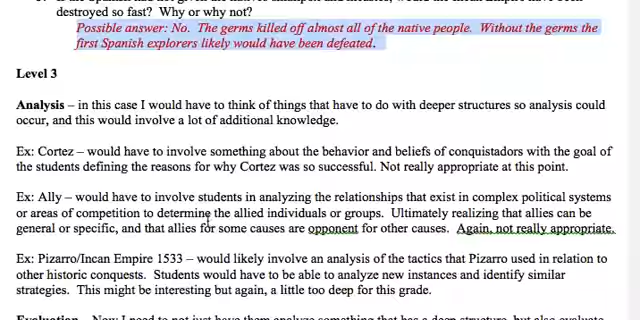 destroyed so fast? Why or why not?
Possible answer: No. The germs killed off almost all of the native people. Without the germs the
first Spanish explorers likely would have been defeated.
Level 3
Analysis – in this case I would have to think of things that have to do with deeper structures so analysis could
occur, and this would involve a lot of additional knowledge.
Ex: Cortez – would have to involve something about the behavior and beliefs of conquistadors with the goal of
the students defining the reasons for why Cortez was so successful. Not really appropriate at this point.
Ex: Ally – would have to involve students in analyzing the relationships that exist in complex political systems
or areas of competition to determine the allied individuals or groups. Ultimately realizing that allies can be
general or specific, and that allies for some causes are opponent for other causes. Again, not really appropriate.
Ex: Pizarro/Incan Empire 1533 – would likely involve an analysis of the tactics that Pizarro used in relation to
other historic conquests. Students would have to be able to analyze new instances and identify similar
strategies. This might be interesting but again, a little too deep for this grade.